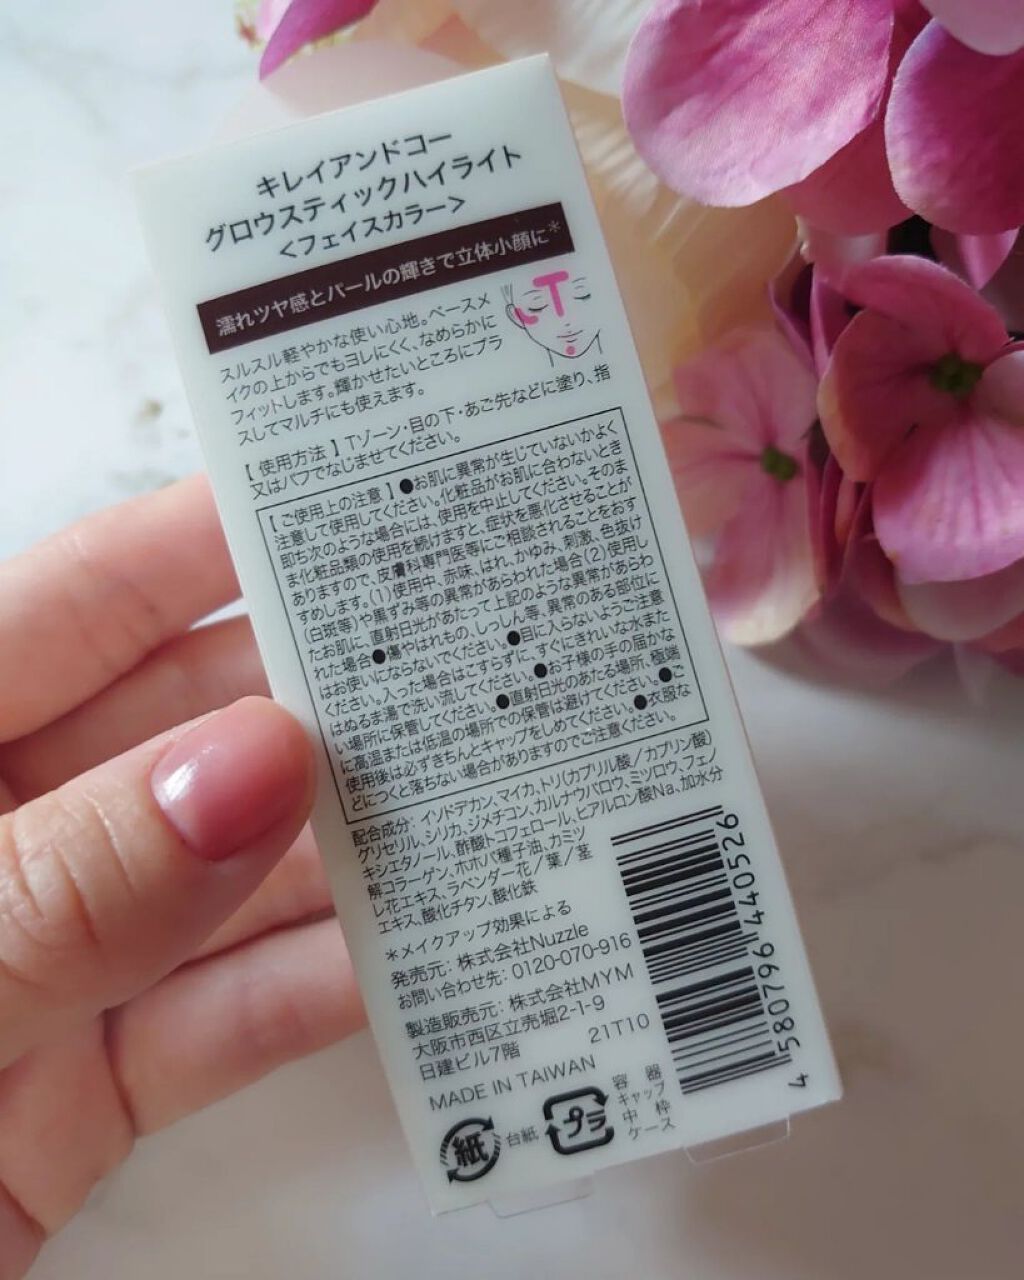 キレイアンドコー
グロウスティックハイライト
<フェイスカラー>
濡れツヤ感とパールの輝きで立体小顔に*
スルスル軽やかな使い心地。ベースメ
イクの上からでもヨレにくく、なめらかに
フィットします。輝かせたいところにプラ
スしてマルチにも使えます。
T
【 使用方法 】Tゾーン・目の下・あご先などに塗り、指
又はパフでなじませてください。
【 ご使用上の注意 】●お肌に異常が生じていないかよく
注意して使用してください。化粧品がお肌に合わないとき
即ち次のような場合には、使用を中止してください。そのま
ま化粧品類の使用を続けますと、症状を悪化させることが
ありますので、皮膚科専門医等にご相談されることをおす
すめします。(1)使用中、赤味、はれ、かゆみ、刺激、色抜け
(白斑等)や黒ずみ等の異常があらわれた場合(2)使用し
たお肌に、直射日光があたって上記のような異常があらわ
れた場合●傷やはれもの、しっしん等、異常のある部位に
はお使いにならないでください。●目に入らないようご注意
ください。入った場合はこすらずに、すぐにきれいな水また
はぬるま湯で洗い流してください。●お子様の手の届かな
い場所に保管してください。●直射日光のあたる場所、極端
に高温または低温の場所での保管は避けてください。●ご
使用後は必ずきちんとキャップをしめてください。●衣服な
どにつくと落ちない場合がありますのでご注意ください。
配合成分: イソドデカン、マイカ、トリ(カプリル酸/カプリン酸)
グリセリル、シリカ、ジメチコン、カルナウバロウ、ミツロウ、フェノ
キシエタノール、酢酸トコフェロール、ヒアルロン酸Na、加水分
解コラーゲン、ホホバ種子油、カミツ
レ花エキス、ラベンダー花/葉/茎
エキス、酸化チタン、酸化鉄
*メイクアップ効果による
発売元: 株式会社Nuzzle
お問い合わせ先: 0120-070-916
製造販売元: 株式会社MYM
大阪市西区立売堀2-1-9
日建ビル7階
21T10
MADE IN TAIWAN
紙
台紙
プラ
容器
キャップ
中枠
ケース
4 580796 440526